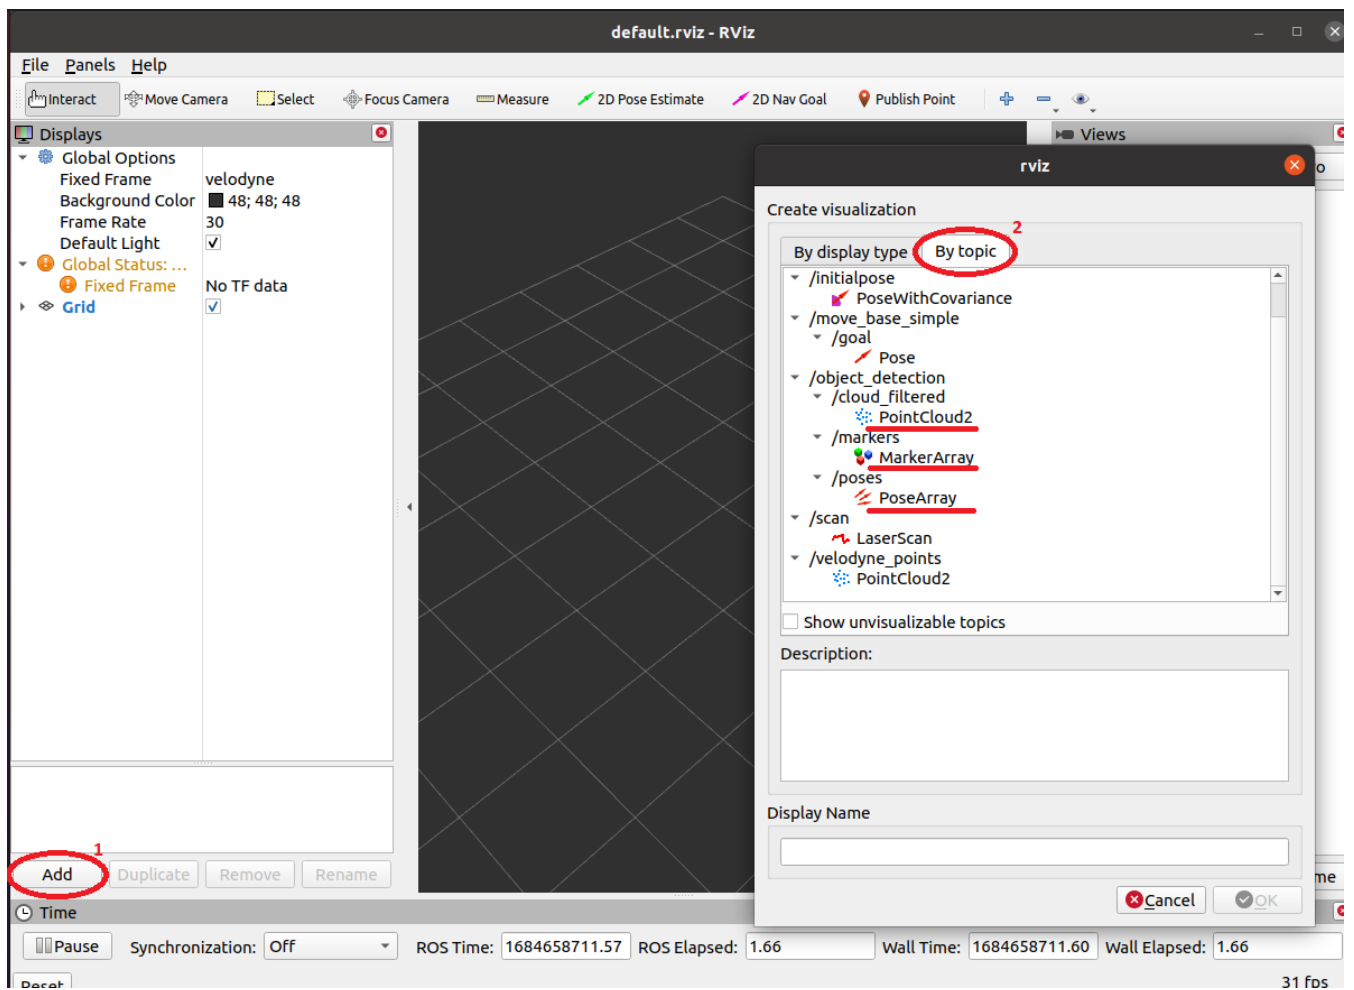 default.rviz - RViz
File Panels Help
Interact Move Camera Select Focus Camera Measure 2D Pose Estimate 2D Nav Goal Publish Point
Displays
Global Options
Fixed Frame velodyne
Background Color 48; 48; 48
Frame Rate 30
Default Light
Global Status: ...
Fixed Frame No TF data
Grid
1
Add Duplicate Remove Rename
Views
rviz
Create visualization
2
By display type By topic
/initialpose
PoseWithCovariance
/move_base_simple
/goal
Pose
/object_detection
/cloud_filtered
PointCloud2
/markers
MarkerArray
/poses
PoseArray
/scan
LaserScan
/velodyne_points
PointCloud2
Show unvisualizable topics
Description:
Display Name
Cancel OK
Time
Pause Synchronization: Off ROS Time: 1684658711.57 ROS Elapsed: 1.66 Wall Time: 1684658711.60 Wall Elapsed: 1.66
Reset 31 fps